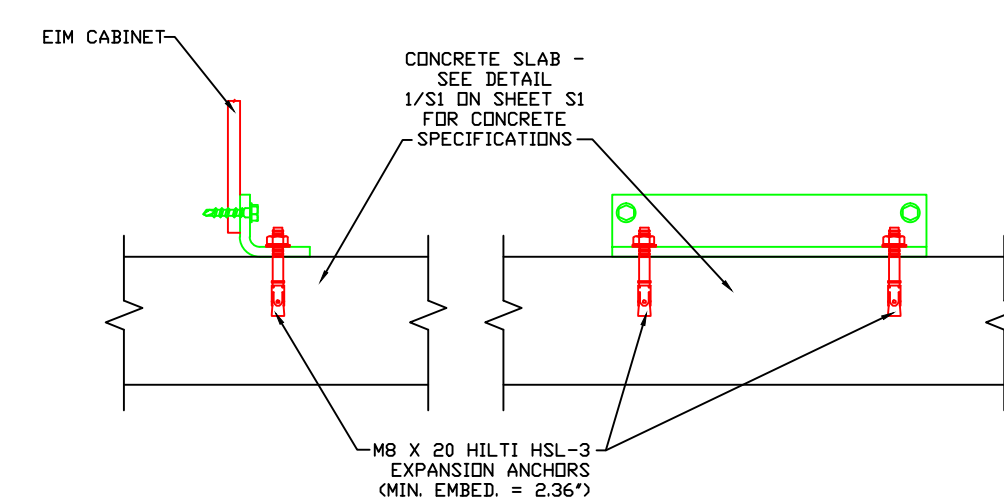 EIM CABINET
CONCRETE SLAB -
SEE DETAIL
1/S1 ON SHEET S1
FOR CONCRETE
SPECIFICATIONS
M8 X 20 HILTI HSL-3
EXPANSION ANCHORS
(MIN. EMBED. = 2.36")